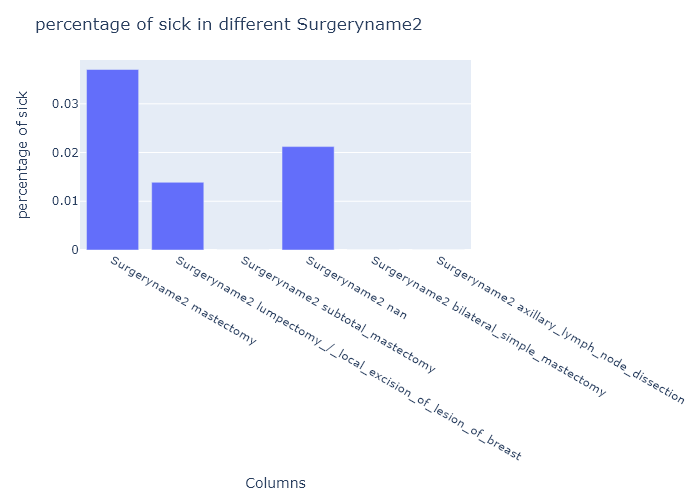 percentage of sick in different Surgeryname2
percentage of sick
0.03
0.02
0.01
0
Surgeryname2 mastectomy
Surgeryname2 lumpectomy_/_local_excision_of_lesion_of_breast
Surgeryname2 subtotal_mastectomy
Surgeryname2 nan
Surgeryname2 bilateral_simple_mastectomy
Surgeryname2 axillary_lymph_node_dissection
Columns